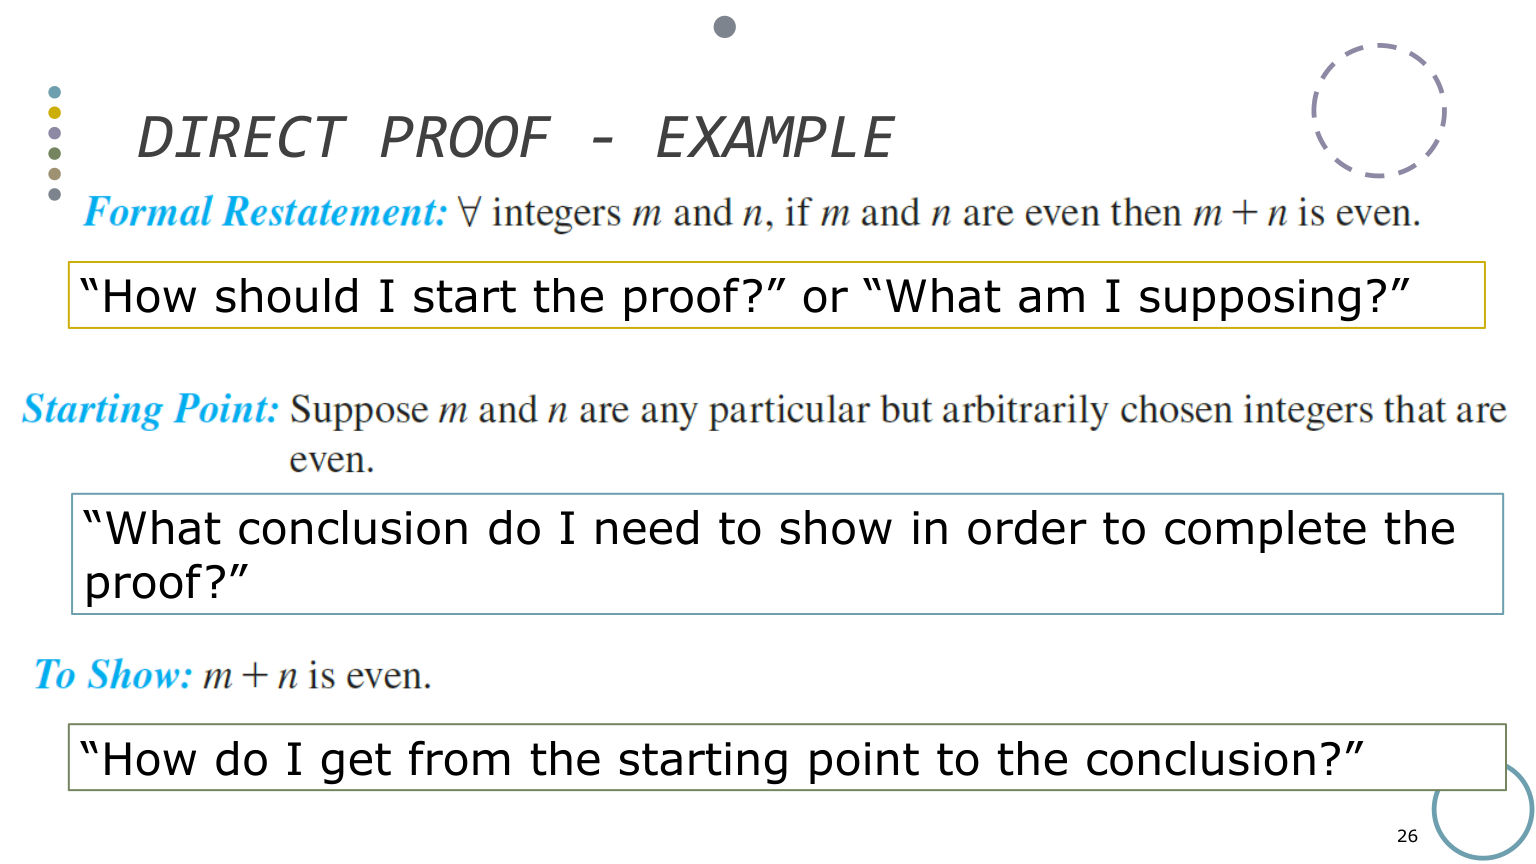 DIRECT PROOF - EXAMPLE
Formal Restatement: ∀ integers m and n, if m and n are even then m + n is even.
“How should I start the proof?” or “What am I supposing?”
Starting Point: Suppose m and n are any particular but arbitrarily chosen integers that are
even.
“What conclusion do I need to show in order to complete the
proof?”
To Show: m + n is even.
“How do I get from the starting point to the conclusion?”
26